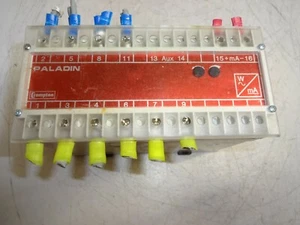 2 5 8 11 13 Aux 14 15+mA-16
PALADIN
W
Crompton
mA
1 3 4 6 7 9